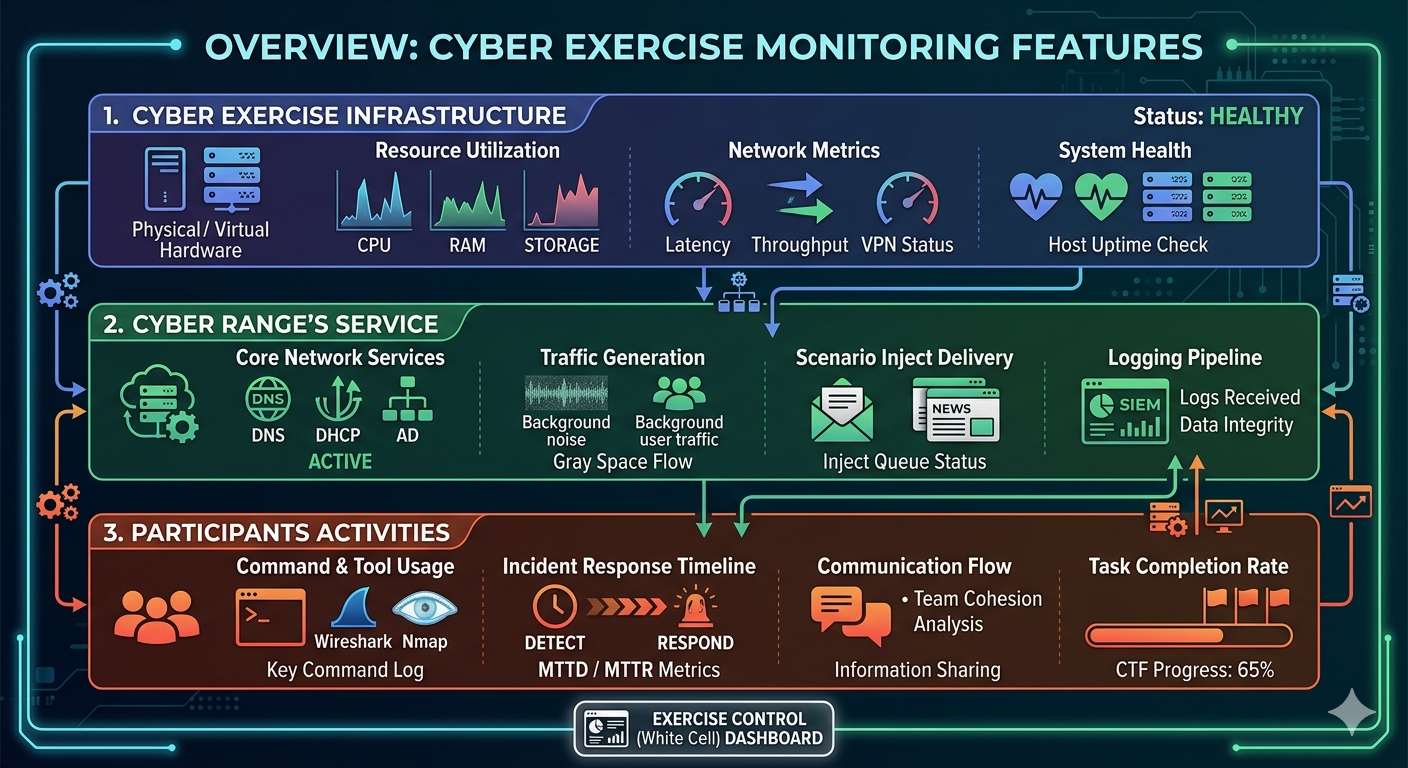 OVERVIEW: CYBER EXERCISE MONITORING FEATURES
1. CYBER EXERCISE INFRASTRUCTURE
Status: HEALTHY
Physical / Virtual
Hardware
Resource Utilization
CPU
RAM
STORAGE
Network Metrics
Latency
Throughput
VPN Status
System Health
Host Uptime Check
2. CYBER RANGE'S SERVICE
Core Network Services
DNS
DNS
DHCP
AD
ACTIVE
Traffic Generation
Background
noise
Background
user traffic
Gray Space Flow
Scenario Inject Delivery
NEWS
Inject Queue Status
Logging Pipeline
SIEM
Logs Received
Data Integrity
3. PARTICIPANTS ACTIVITIES
Command & Tool Usage
>_
Wireshark
Nmap
Key Command Log
Incident Response Timeline
DETECT
RESPOND
MTTD / MTTR Metrics
Communication Flow
• Team Cohesion
Analysis
Information Sharing
Task Completion Rate
CTF Progress: 65%
EXERCISE CONTROL
(White Cell) DASHBOARD